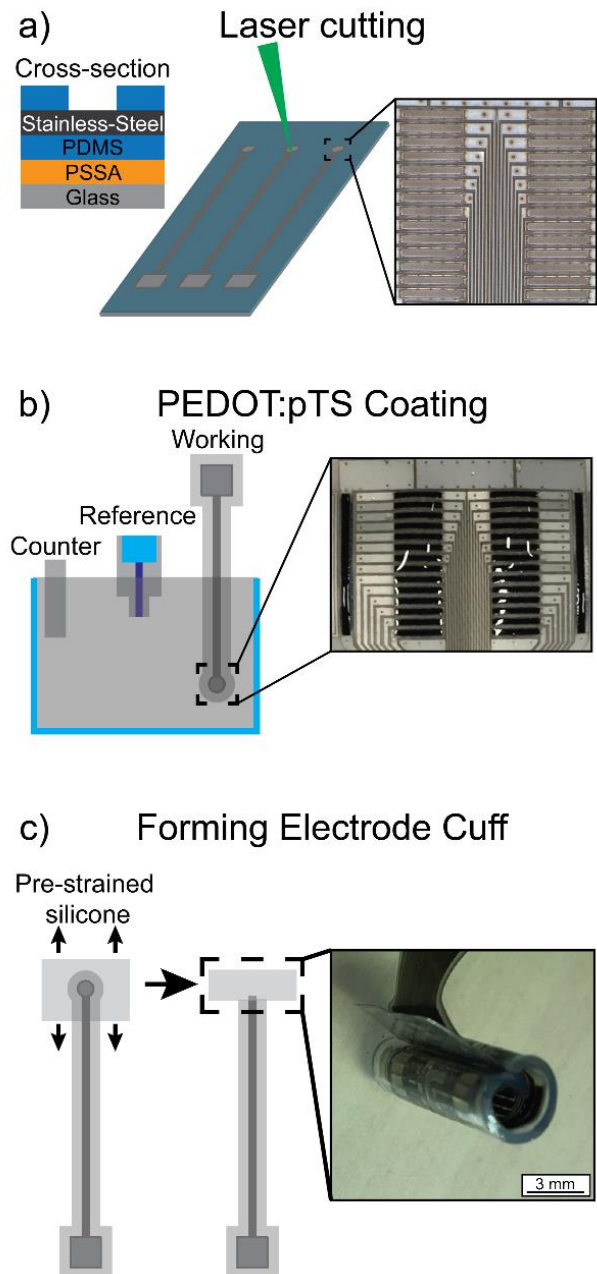 a)
Laser cutting
Cross-section
Stainless-Steel
PDMS
PSSA
Glass
b)
PEDOT:pTS Coating
Working
Reference
Counter
c)
Forming Electrode Cuff
Pre-strained
silicone
3 mm